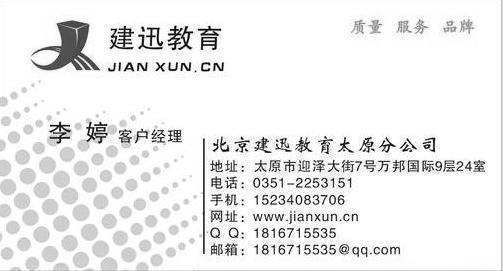 建迅教育
JIAN XUN.CN
质量 服务 品牌
李 婷 客户经理
北京建迅教育太原分公司
地址：太原市迎泽大街7号万邦国际9层24室
电话：0351-2253151
手机：15234083706
网址：www.jianxun.cn
Q Q：1816715535
邮箱：1816715535@qq.com